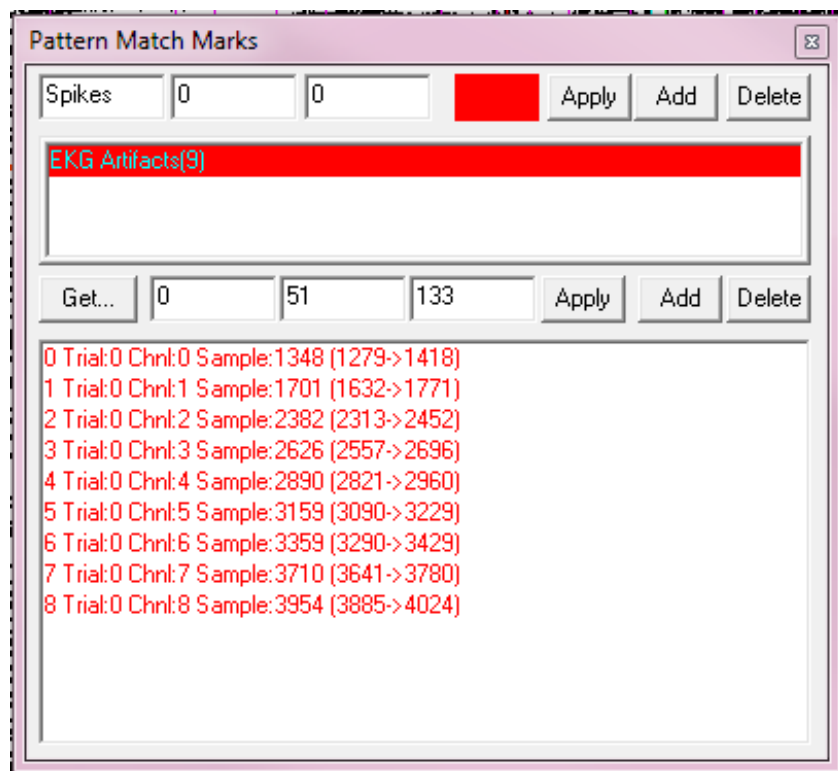 Pattern Match Marks
Spikes 0 0 Apply Add Delete
EKG Artifacts(9)
Get... 0 51 133 Apply Add Delete
0 Trial:0 Chnl:0 Sample:1348 (1279->1418)
1 Trial:0 Chnl:1 Sample:1701 (1632->1771)
2 Trial:0 Chnl:2 Sample:2382 (2313->2452)
3 Trial:0 Chnl:3 Sample:2626 (2557->2696)
4 Trial:0 Chnl:4 Sample:2890 (2821->2960)
5 Trial:0 Chnl:5 Sample:3159 (3090->3229)
6 Trial:0 Chnl:6 Sample:3359 (3290->3429)
7 Trial:0 Chnl:7 Sample:3710 (3641->3780)
8 Trial:0 Chnl:8 Sample:3954 (3885->4024)